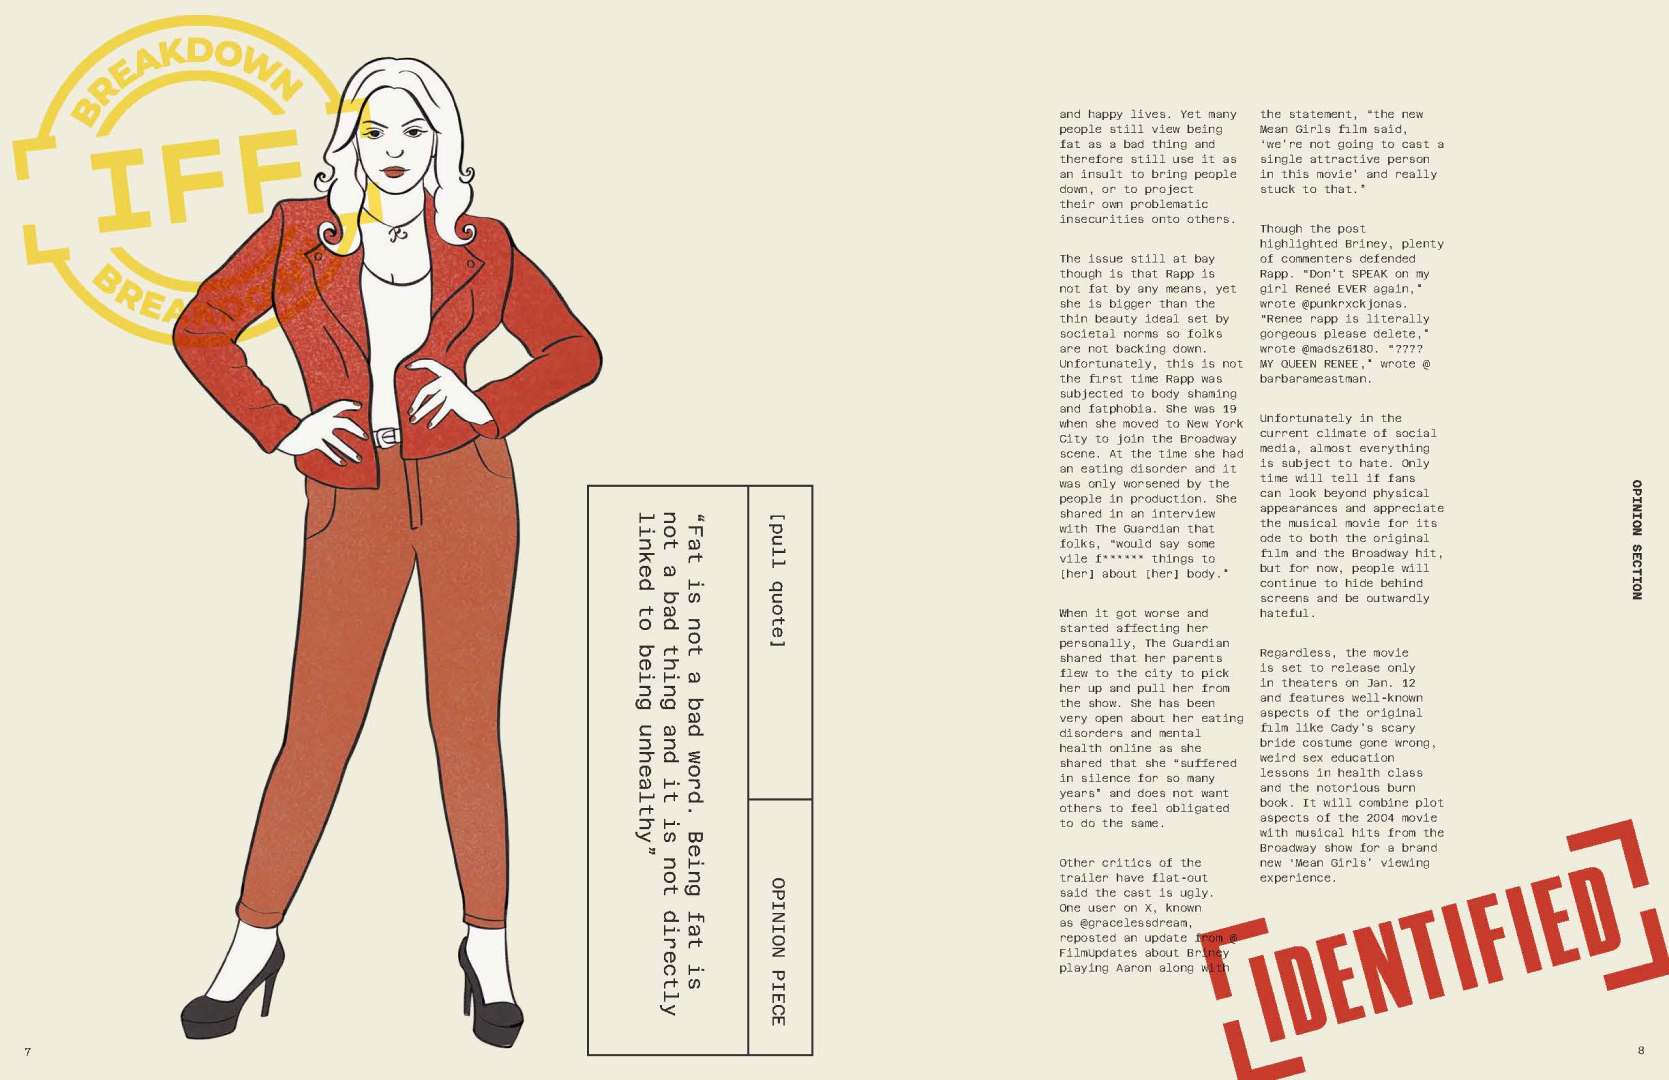 BREAKDOWN
IFF
BREAKDOWN
[pull quote]
OPINION PIECE
“Fat is not a bad word. Being fat is
not a bad thing and it is not directly
linked to being unhealthy”
7
and happy lives. Yet many
people still view being
fat as a bad thing and
therefore still use it as
an insult to bring people
down, or to project
their own problematic
insecurities onto others.
The issue still at bay
though is that Rapp is
not fat by any means, yet
she is bigger than the
thin beauty ideal set by
societal norms so folks
are not backing down.
Unfortunately, this is not
the first time Rapp was
subjected to body shaming
and fatphobia. She was 19
when she moved to New York
City to join the Broadway
scene. At the time she had
an eating disorder and it
was only worsened by the
people in production. She
shared in an interview
with The Guardian that
folks, "would say some
vile f****** things to
[her] about [her] body."
When it got worse and
started affecting her
personally, The Guardian
shared that her parents
flew to the city to pick
her up and pull her from
the show. She has been
very open about her eating
disorders and mental
health online as she
shared that she “suffered
in silence for so many
years” and does not want
others to feel obligated
to do the same.
Other critics of the
trailer have flat-out
said the cast is ugly.
One user on X, known
as @gracelessdream,
reposted an update from @
FilmUpdates about Briney
playing Aaron along with
the statement, “the new
Mean Girls film said,
‘we're not going to cast a
single attractive person
in this movie’ and really
stuck to that."
Though the post
highlighted Briney, plenty
of commenters defended
Rapp. "Don't SPEAK on my
girl Reneé EVER again,"
wrote @punkrxckjonas.
"Renee rapp is literally
gorgeous please delete,"
wrote @madsz6180. "????
MY QUEEN RENEE," wrote @
barbarameastman.
Unfortunately in the
current climate of social
media, almost everything
is subject to hate. Only
time will tell if fans
can look beyond physical
appearances and appreciate
the musical movie for its
ode to both the original
film and the Broadway hit,
but for now, people will
continue to hide behind
screens and be outwardly
hateful.
Regardless, the movie
is set to release only
in theaters on Jan. 12
and features well-known
aspects of the original
film like Cady's scary
bride costume gone wrong,
weird sex education
lessons in health class
and the notorious burn
book. It will combine plot
aspects of the 2004 movie
with musical hits from the
Broadway show for a brand
new ‘Mean Girls’ viewing
experience.
IDENTIFIED
OPINION SECTION
8